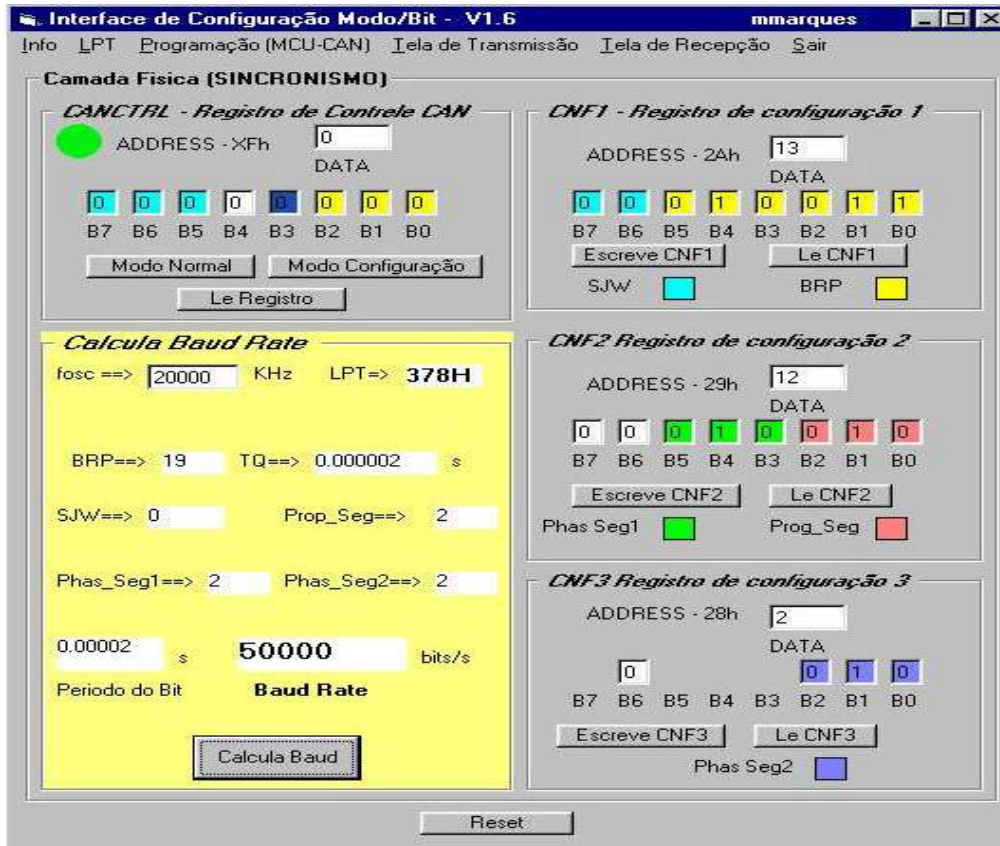 Interface de Configuração Modo/Bit - V1.6 mmarques
Info LPT Programação (MCU-CAN) Tela de Transmissão Tela de Recepção Sair
Camada Fisica (SINCRONISMO)
CANCTRL - Registro de Controle CAN
ADDRESS - XFh 0
DATA
0 0 0 0 0 0 0 0
B7 B6 B5 B4 B3 B2 B1 B0
Modo Normal Modo Configuração
Le Registro
Calcula Baud Rate
fosc ==> 20000 KHz LPT=> 378H
BRP==> 19 TQ==> 0.000002 s
SJW==> 0 Prop_Seg==> 2
Phas_Seg1==> 2 Phas_Seg2==> 2
0.00002 s 50000 bits/s
Periodo do Bit Baud Rate
Calcula Baud
CNF1 - Registro de configuração 1
ADDRESS - 2Ah 13
DATA
0 0 0 1 0 0 1 1
B7 B6 B5 B4 B3 B2 B1 B0
Escreve CNF1 Le CNF1
SJW BRP
CNF2 Registro de configuração 2
ADDRESS - 29h 12
DATA
0 0 0 1 0 0 1 0
B7 B6 B5 B4 B3 B2 B1 B0
Escreve CNF2 Le CNF2
Phas Seg1 Prog_Seg
CNF3 Registro de configuração 3
ADDRESS - 28h 2
DATA
0 0 1 0
B7 B6 B5 B4 B3 B2 B1 B0
Escreve CNF3 Le CNF3
Phas Seg2
Reset